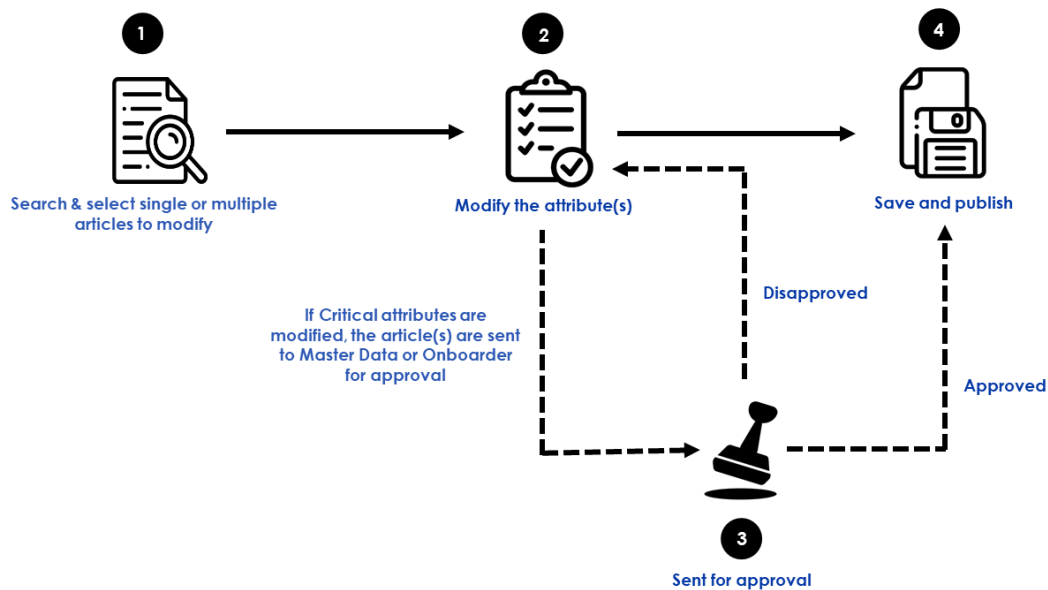 1
Search & select single or multiple
articles to modify
2
Modify the attribute(s)
4
Save and publish
If Critical attributes are
modified, the article(s) are sent
to Master Data or Onboarder
for approval
Disapproved
Approved
3
Sent for approval